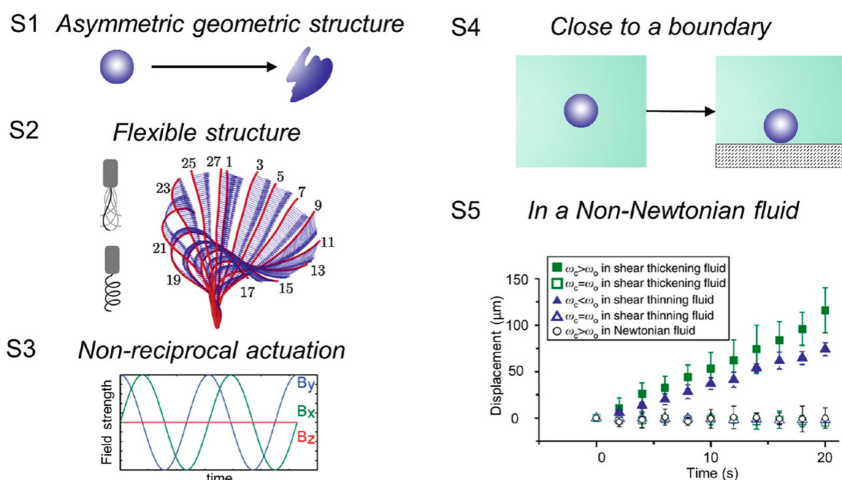 S1 Asymmetric geometric structure
S2 Flexible structure
27 1
25 3
23 5
7
9
11
21 13
19 17 15
S3 Non-reciprocal actuation
Field strength
By
Bx
Bz
time
S4 Close to a boundary
S5 In a Non-Newtonian fluid
ωc>ωo in shear thickening fluid
ωc=ωo in shear thickening fluid
ωc<ωo in shear thinning fluid
ωc=ωo in shear thinning fluid
ωc>ωo in Newtonian fluid
Displacement (μm)
150
100
50
0
0 10 20
Time (s)